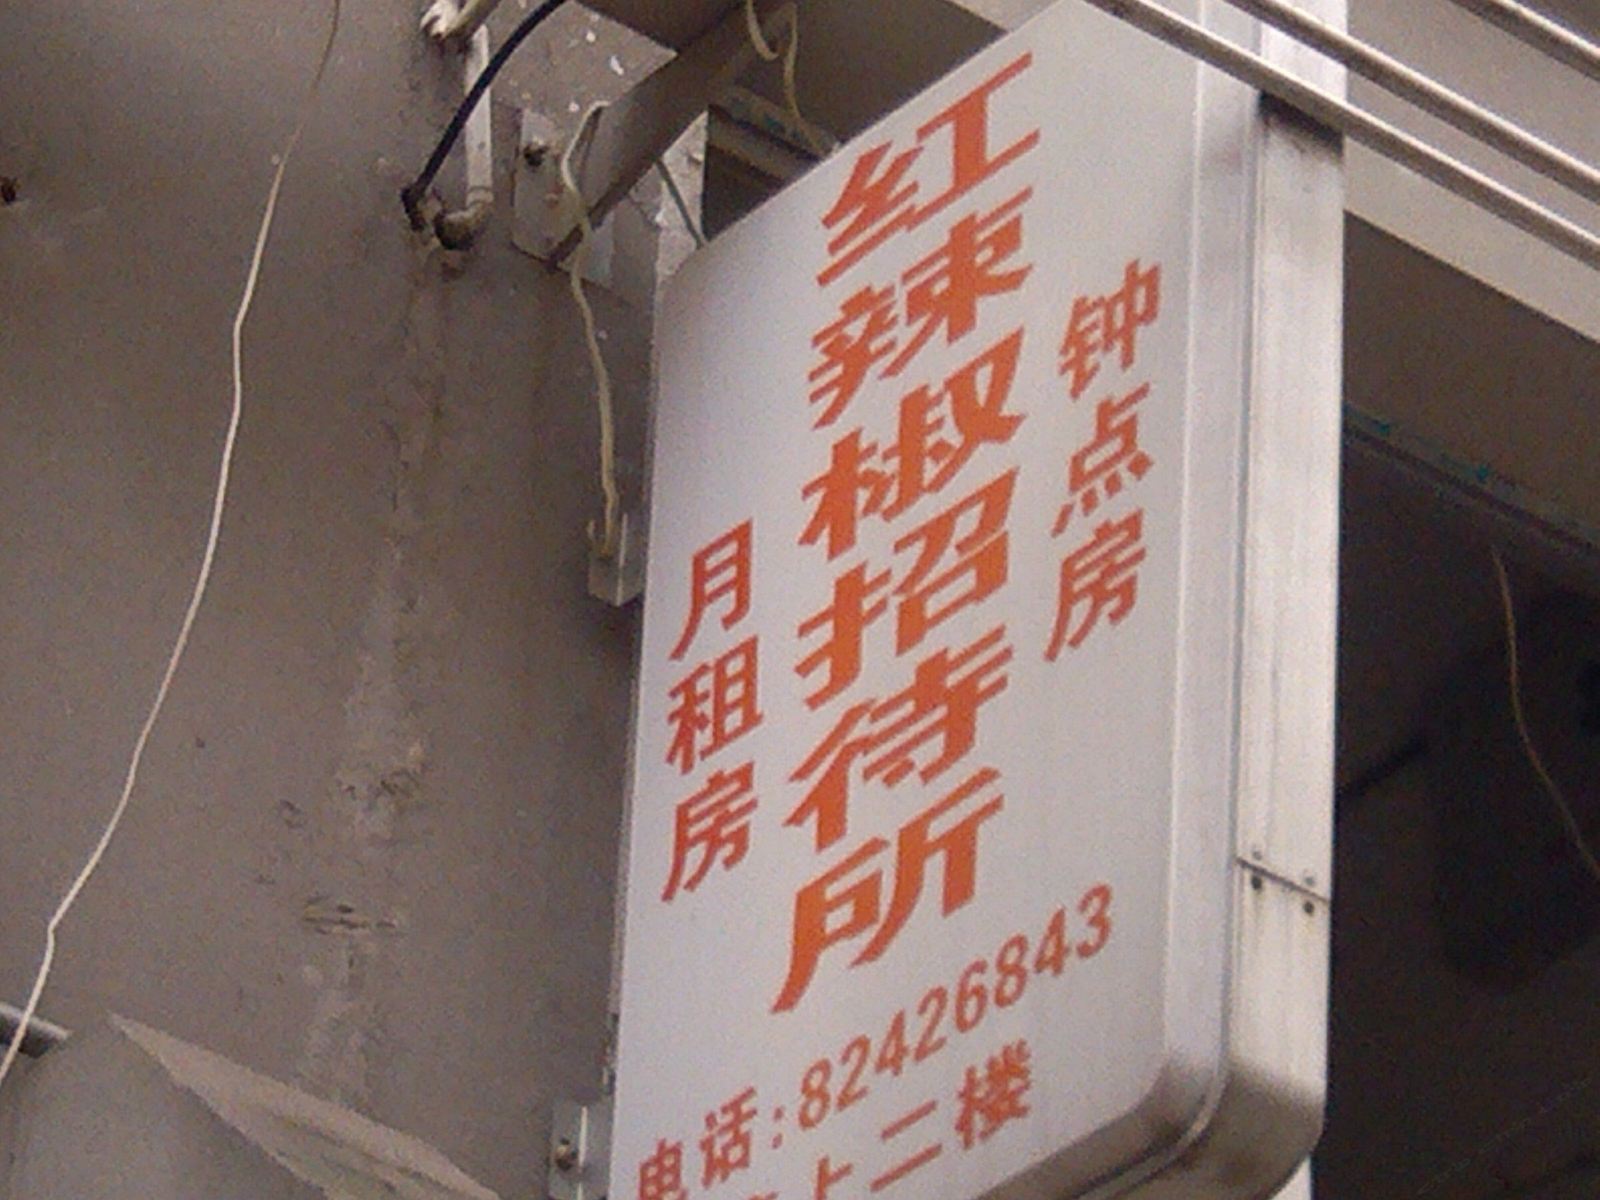 钟点房
红辣椒招待所
月租房
电话:82426843
上二楼